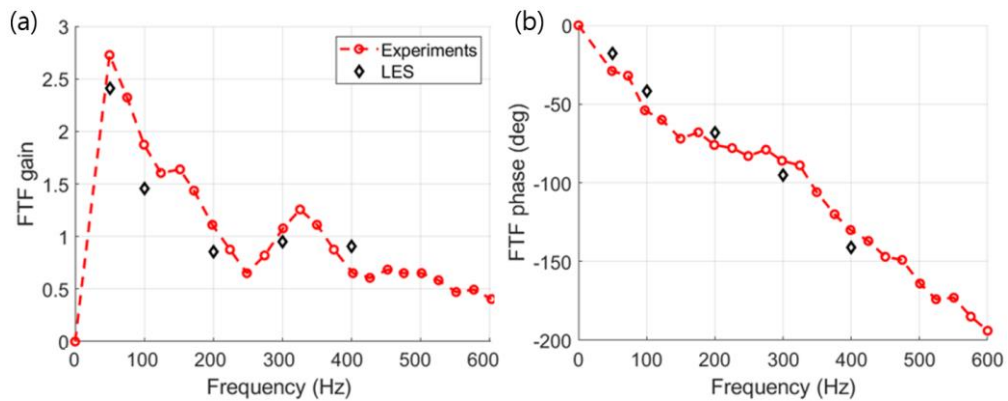 (a)
3
2.5
2
1.5
1
0.5
0
0 100 200 300 400 500 600
FTF gain
Frequency (Hz)
Experiments
LES
(b)
0
-50
-100
-150
-200
0 100 200 300 400 500 600
FTF phase (deg)
Frequency (Hz)